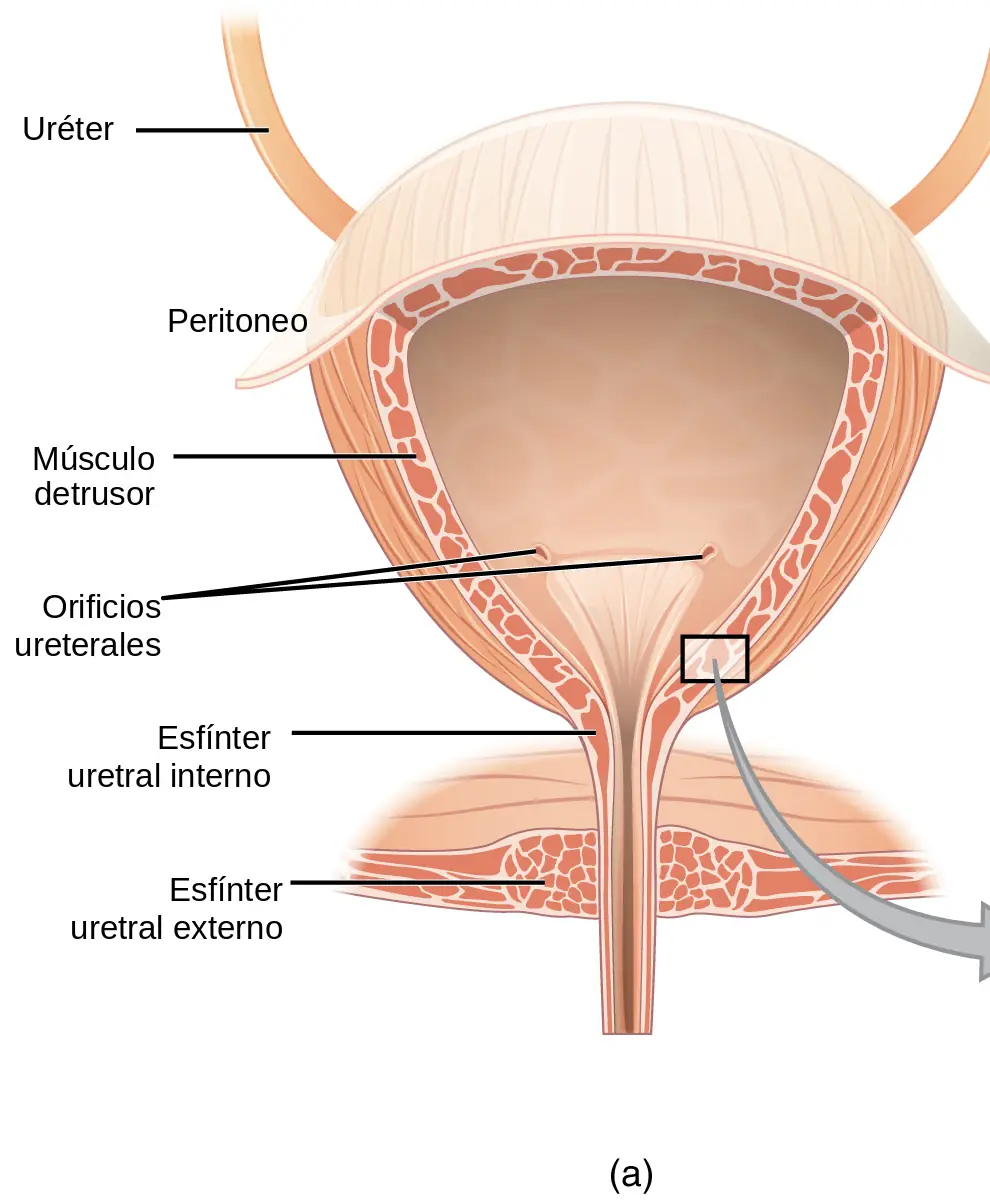 Uréter
Peritoneo
Músculo
detrusor
Orificios
ureterales
Esfínter
uretral interno
Esfínter
uretral externo
(a)